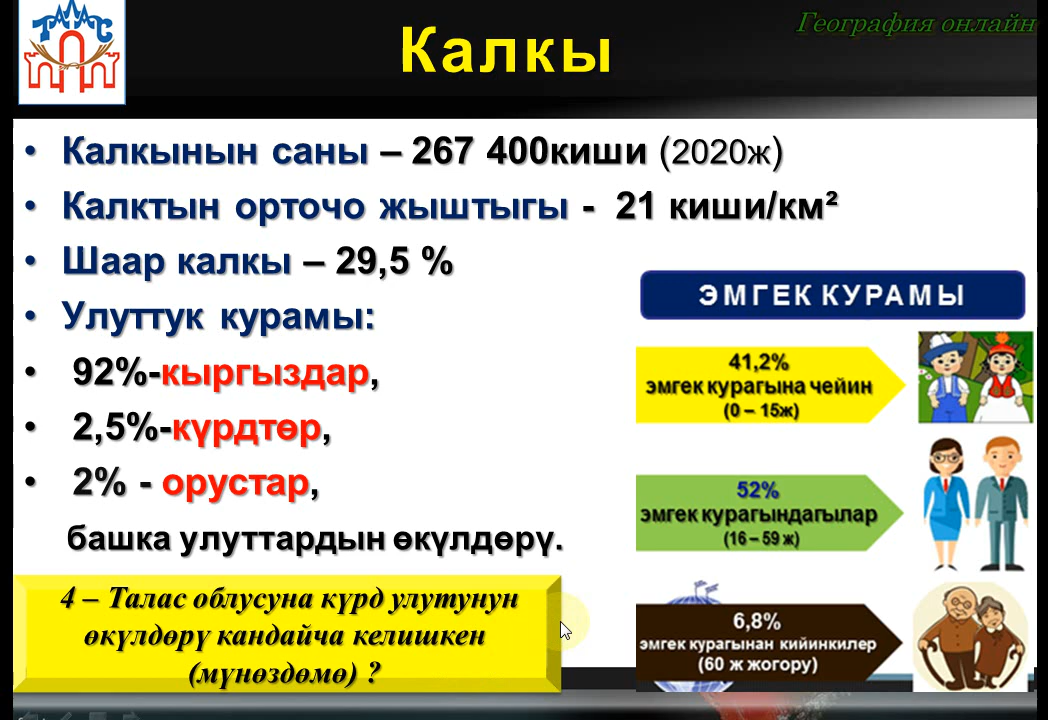 ТАЛАС
География онлайн
Калкы
• Калкынын саны – 267 400киши (2020ж)
• Калктын орточо жыштыгы - 21 киши/км²
• Шаар калкы – 29,5 %
• Улуттук курамы:
• 92%-кыргыздар,
• 2,5%-күрдтөр,
• 2% - орустар,
башка улуттардын өкүлдөрү.
4 – Талас облусуна күрд улутунун
өкүлдөрү кандайча келишкен
(мүнөздөмө) ?
ЭМГЕК КУРАМЫ
41,2%
эмгек курагына чейин
(0 – 15ж)
52%
эмгек курагындагылар
(16 – 59 ж)
6,8%
эмгек курагынан кийинкилер
(60 ж жогору)